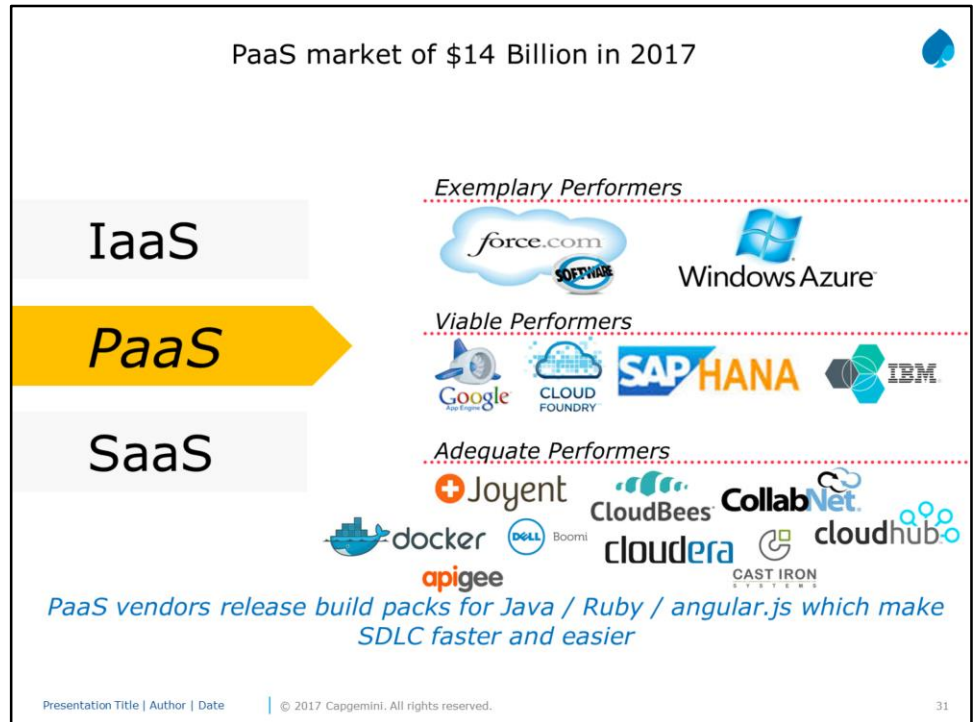 PaaS market of $14 Billion in 2017
IaaS
PaaS
SaaS
Exemplary Performers
force.com
SOFTWARE
Windows Azure
Viable Performers
Google
App Engine
CLOUD
FOUNDRY
SAP HANA
IBM
Adequate Performers
Joyent
CloudBees
CollabNet
docker
DELL Boomi
cloudera
CAST IRON
SYSTEMS
cloudhub
apigee
PaaS vendors release build packs for Java / Ruby / angular.js which make
SDLC faster and easier
Presentation Title | Author | Date
© 2017 Capgemini. All rights reserved.
31